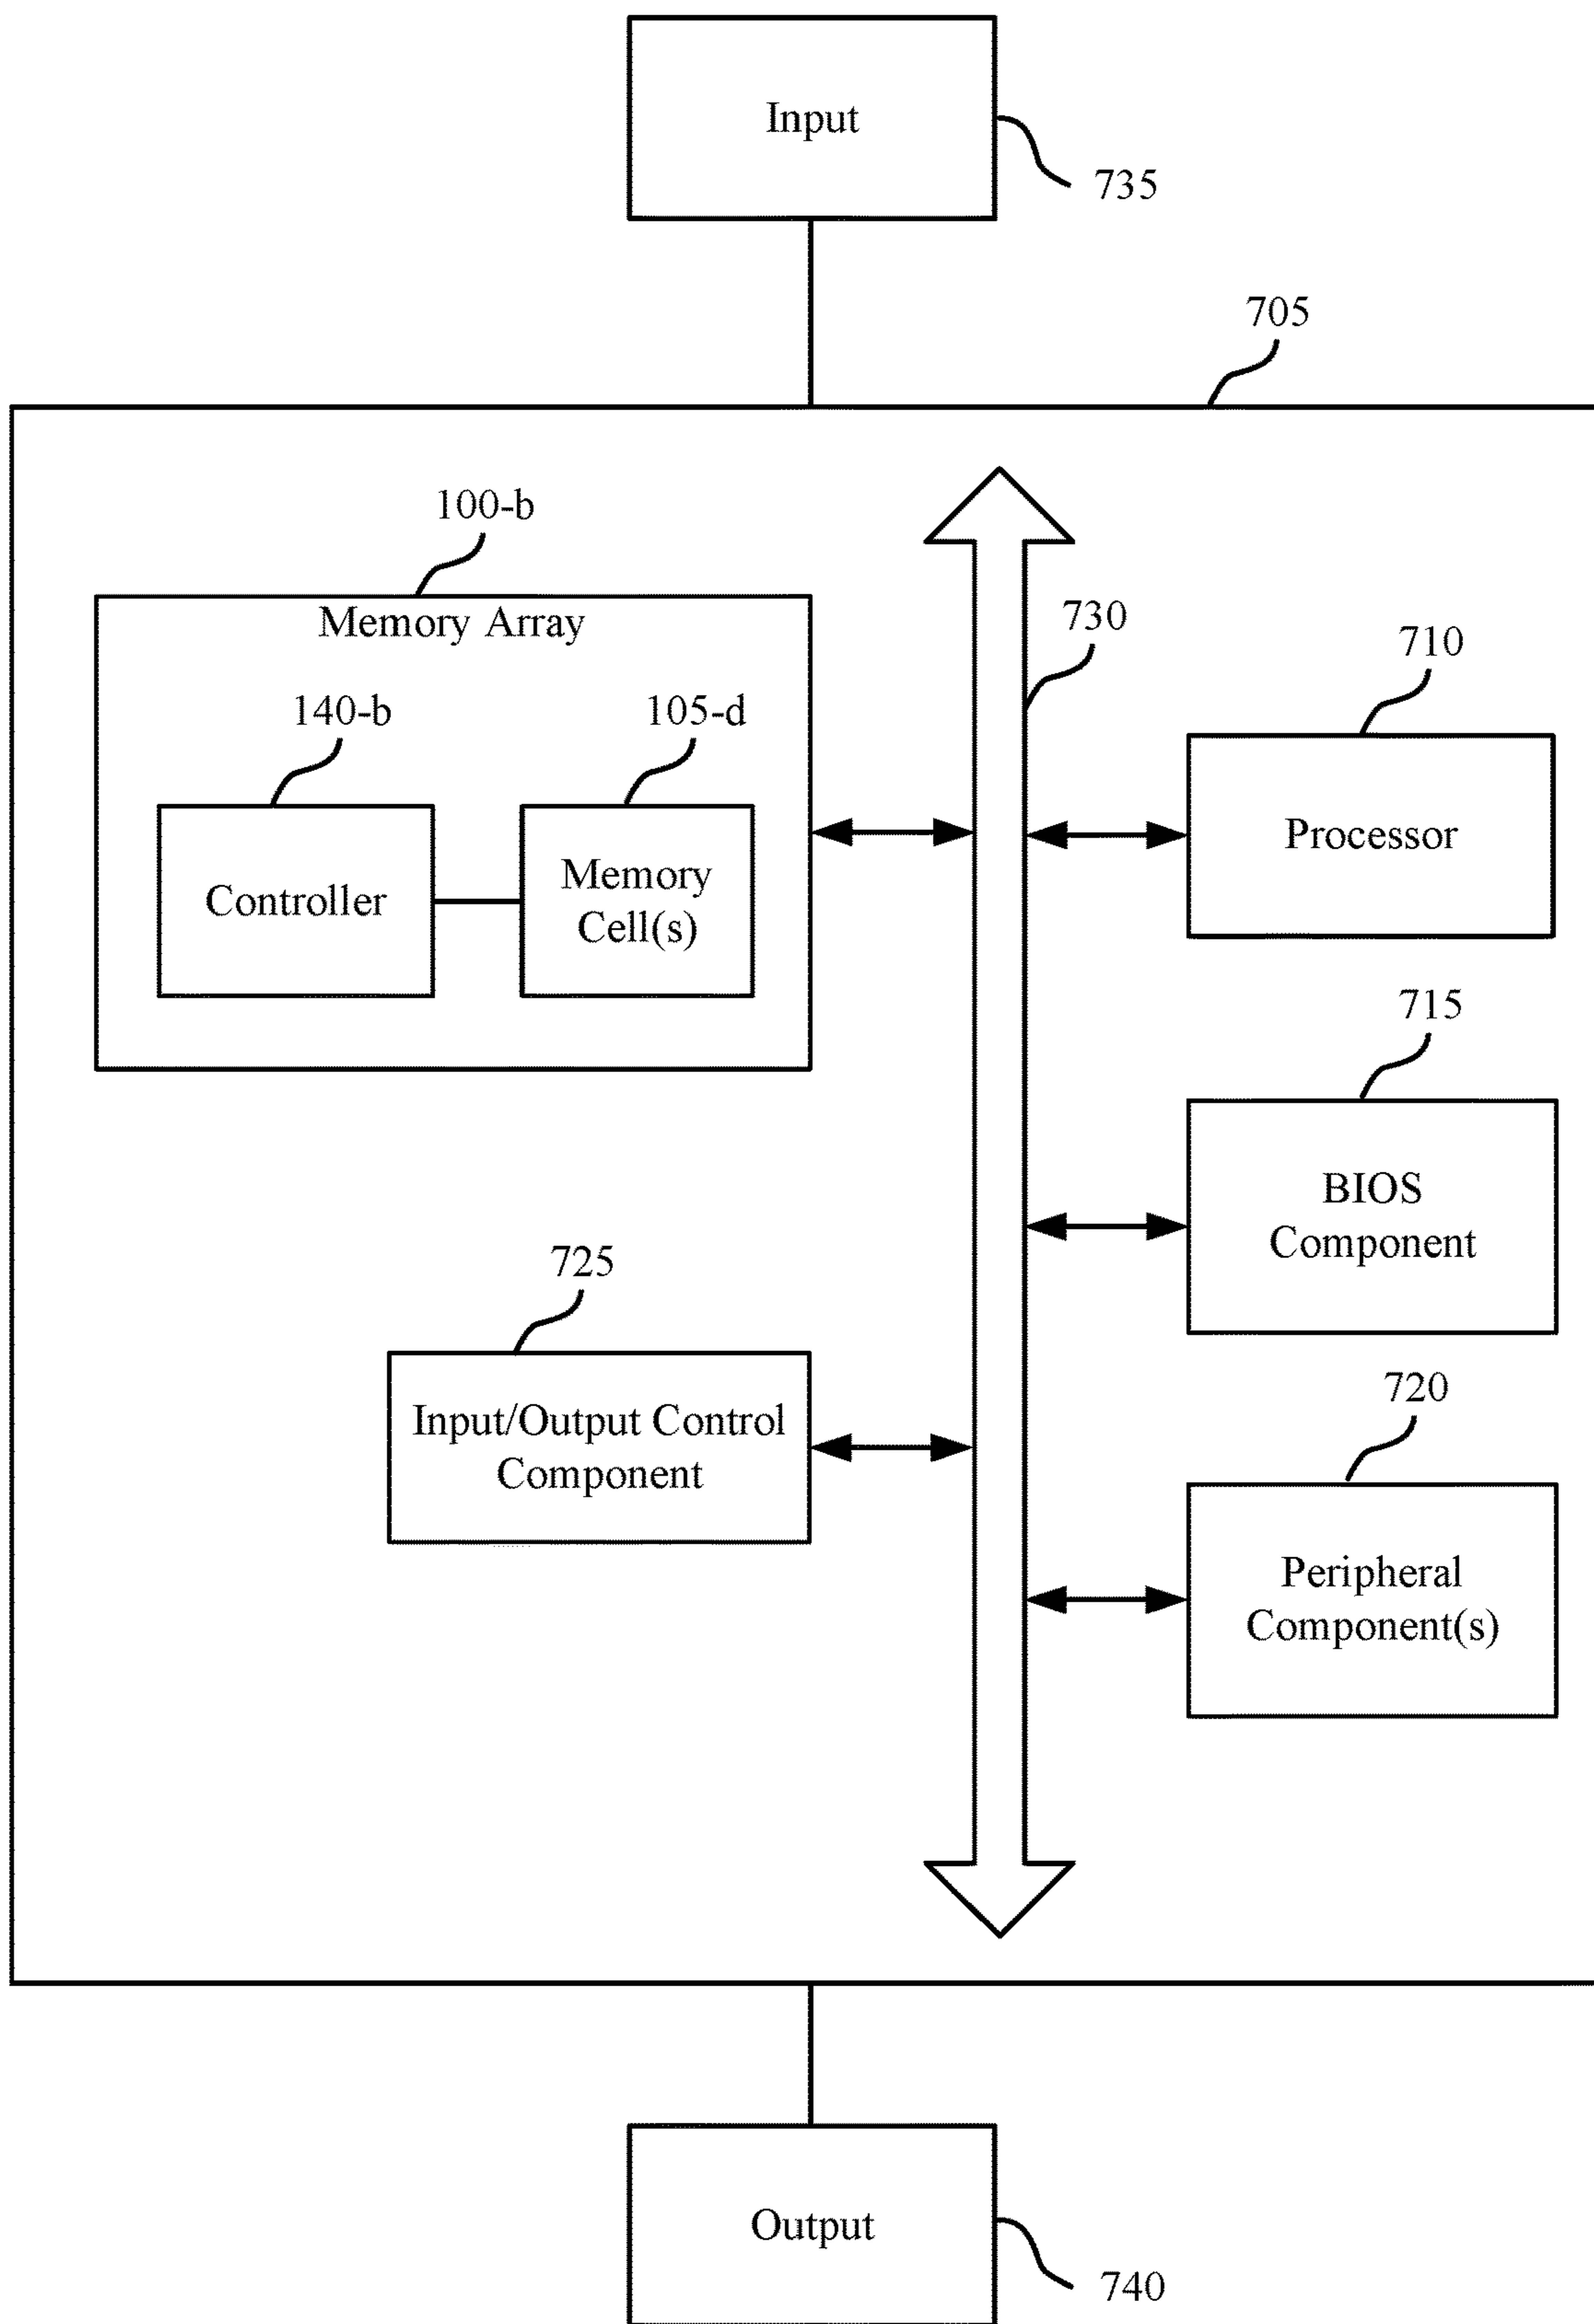 Input
735
705
100-b
Memory Array
730
710
140-b
105-d
Processor
Controller
Memory
Cell(s)
715
BIOS
Component
725
720
Input/Output Control
Component
Peripheral
Component(s)
Output
740